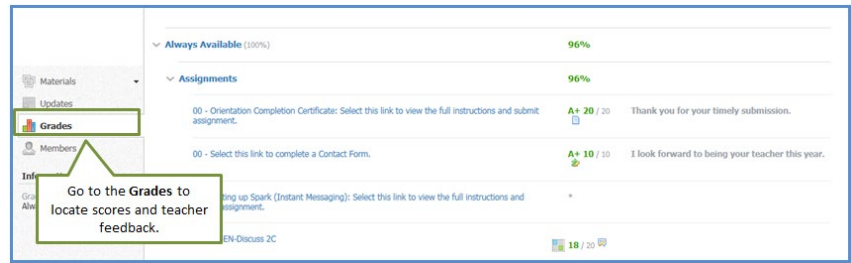 Always Available (100%) 96%
Materials
Assignments 96%
Updates
00 - Orientation Completion Certificate: Select this link to view the full instructions and submit A+ 20 / 20 Thank you for your timely submission.
assignment.
Grades
Members
00 - Select this link to complete a Contact Form. A+ 10 / 10 I look forward to being your teacher this year.
Info
Go to the Grades to
locate scores and teacher
feedback.
Gra
Alw
ting up Spark (Instant Messaging): Select this link to view the full instructions and *
ssignment.
EN-Discuss 2C 18 / 20